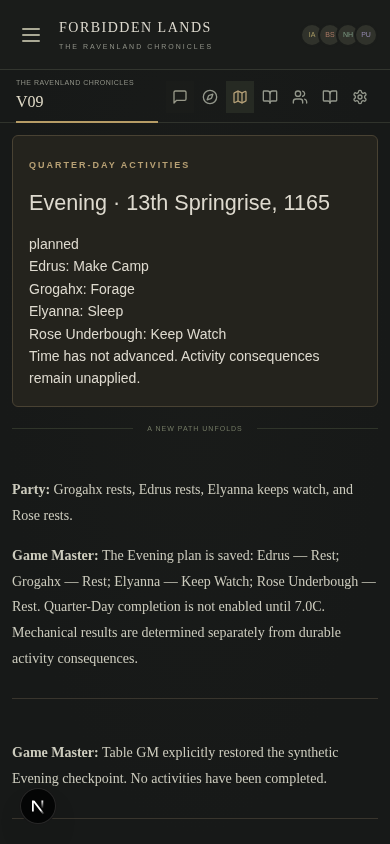 FORBIDDEN LANDS
THE RAVENLAND CHRONICLES
IA BS NH PU
THE RAVENLAND CHRONICLES
V09
QUARTER-DAY ACTIVITIES
Evening · 13th Springrise, 1165
planned
Edrus: Make Camp
Grogahx: Forage
Elyanna: Sleep
Rose Underbough: Keep Watch
Time has not advanced. Activity consequences
remain unapplied.
A NEW PATH UNFOLDS
Party: Grogahx rests, Edrus rests, Elyanna keeps watch, and
Rose rests.
Game Master: The Evening plan is saved: Edrus — Rest;
Grogahx — Rest; Elyanna — Keep Watch; Rose Underbough —
Rest. Quarter-Day completion is not enabled until 7.0C.
Mechanical results are determined separately from durable
activity consequences.
Game Master: Table GM explicitly restored the synthetic
Evening checkpoint. No activities have been completed.
N